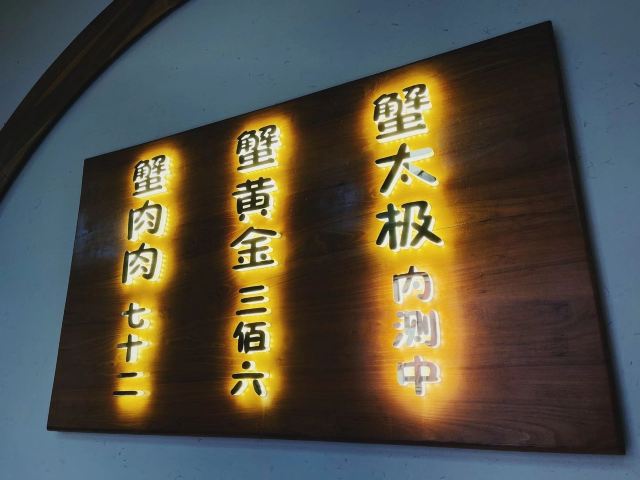 蟹太极 内测中
蟹黄金 三佰六
蟹肉肉 七十二